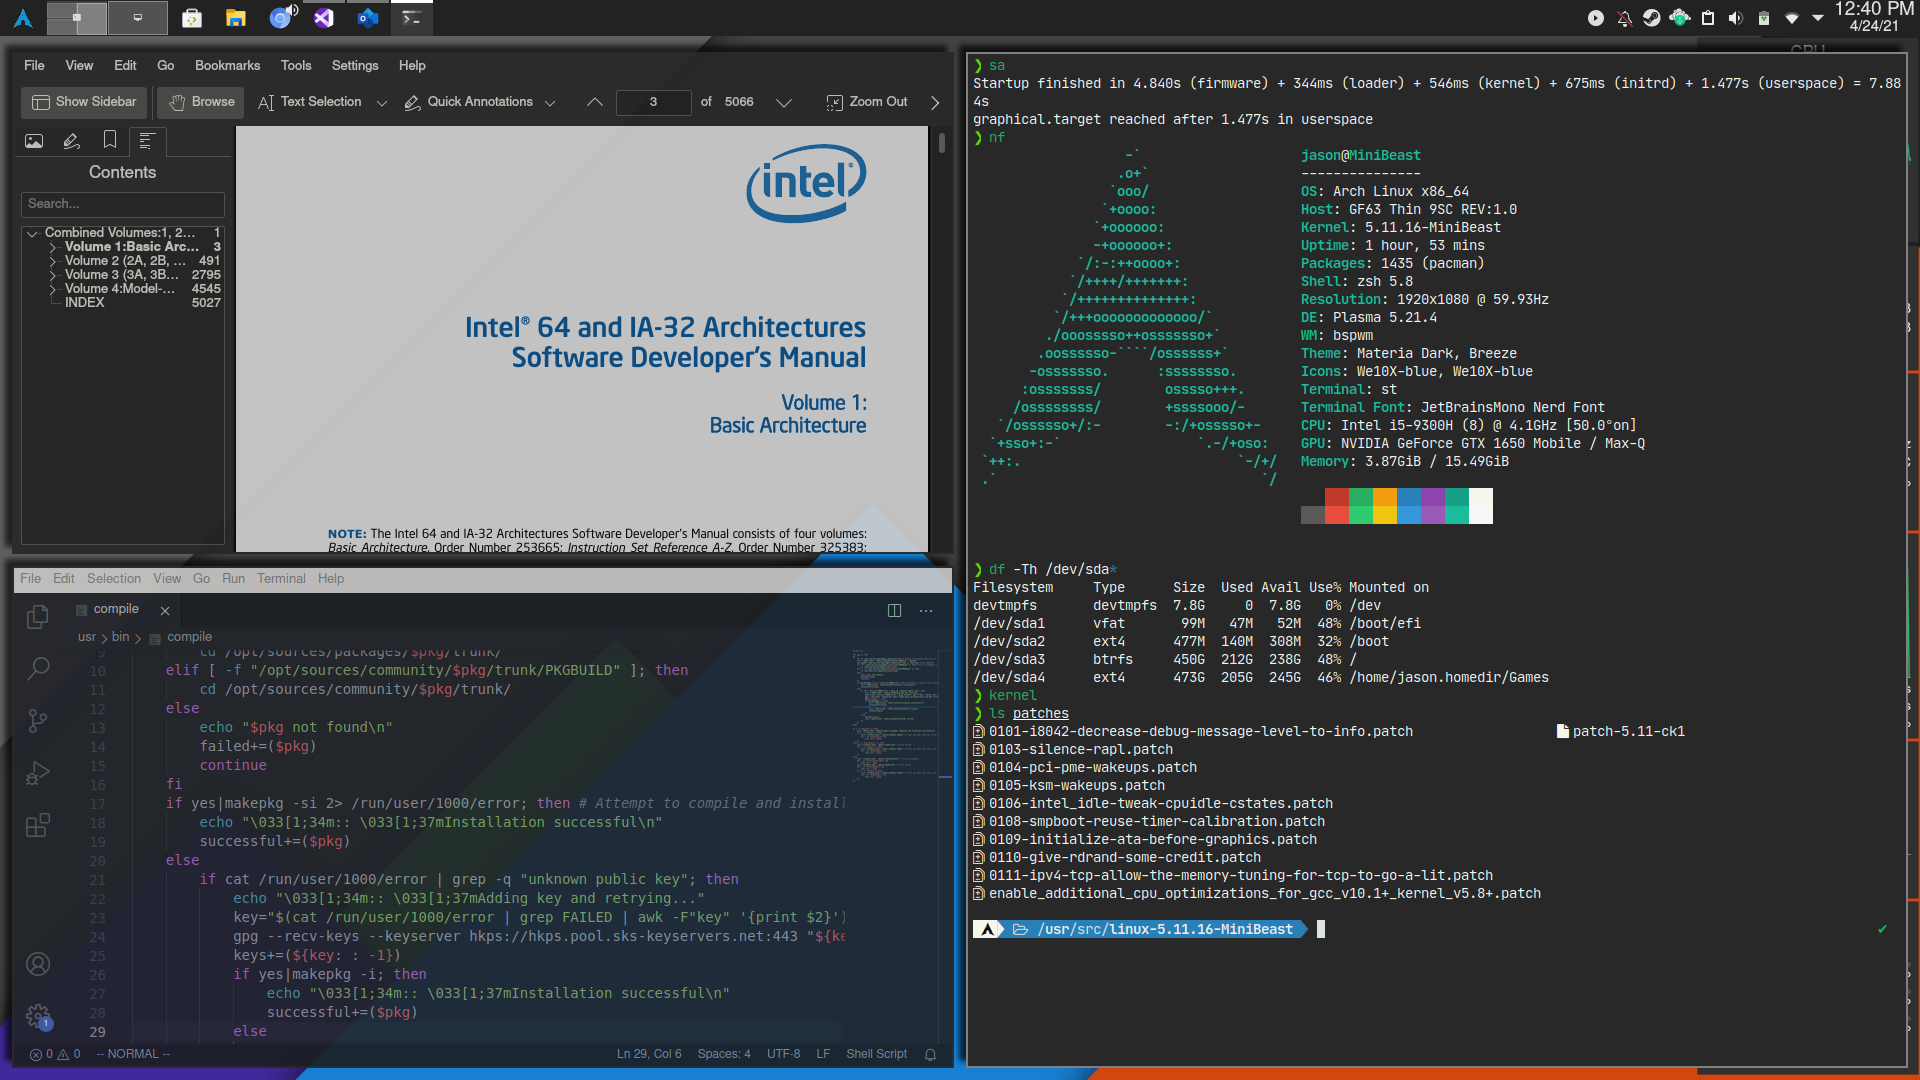 12:40 PM
4/24/21
File View Edit Go Bookmarks Tools Settings Help
Show Sidebar Browse Text Selection Quick Annotations 3 of 5066 Zoom Out
Contents
Search...
Combined Volumes:1, 2... 1
Volume 1:Basic Arc... 3
Volume 2 (2A, 2B, ... 491
Volume 3 (3A, 3B... 2795
Volume 4:Model-... 4545
INDEX 5027
intel®
Intel® 64 and IA-32 Architectures
Software Developer's Manual
Volume 1:
Basic Architecture
NOTE: The Intel 64 and IA-32 Architectures Software Developer's Manual consists of four volumes:
Basic Architecture, Order Number 253665; Instruction Set Reference A-Z, Order Number 325383;
File Edit Selection View Go Run Terminal Help
compile
usr > bin > compile
9 cd /opt/sources/packages/$pkg/trunk/
10 elif [ -f "/opt/sources/community/$pkg/trunk/PKGBUILD" ]; then
11 cd /opt/sources/community/$pkg/trunk/
12 else
13 echo "$pkg not found\n"
14 failed+=($pkg)
15 continue
16 fi
17 if yes|makepkg -si 2> /run/user/1000/error; then # Attempt to compile and install
18 echo "\033[1;34m:: \033[1;37mInstallation successful\n"
19 successful+=($pkg)
20 else
21 if cat /run/user/1000/error | grep -q "unknown public key"; then
22 echo "\033[1;34m:: \033[1;37mAdding key and retrying..."
23 key="$(cat /run/user/1000/error | grep FAILED | awk -F"key" '{print $2}')
24 gpg --recv-keys --keyserver hkps://hkps.pool.sks-keyservers.net:443 "${ke
25 keys+=(${key: : -1})
26 if yes|makepkg -i; then
27 echo "\033[1;34m:: \033[1;37mInstallation successful\n"
28 successful+=($pkg)
29 else
0 0 -- NORMAL -- Ln 29, Col 6 Spaces: 4 UTF-8 LF Shell Script
1
❯ sa
Startup finished in 4.840s (firmware) + 344ms (loader) + 546ms (kernel) + 675ms (initrd) + 1.477s (userspace) = 7.88
4s
graphical.target reached after 1.477s in userspace
❯ nf
-` jason@MiniBeast
.o+` ---------------
`ooo/ OS: Arch Linux x86_64
`+oooo: Host: GF63 Thin 9SC REV:1.0
`+oooooo: Kernel: 5.11.16-MiniBeast
-+oooooo+: Uptime: 1 hour, 53 mins
`/:-:++oooo+: Packages: 1435 (pacman)
`/++++/+++++++: Shell: zsh 5.8
`/++++++++++++++: Resolution: 1920x1080 @ 59.93Hz
`/+++ooooooooooooo/` DE: Plasma 5.21.4
./ooosssso++osssssso+` WM: bspwm
.oossssso-````/ossssss+` Theme: Materia Dark, Breeze
-osssssso. :ssssssso. Icons: We10X-blue, We10X-blue
:osssssss/ osssso+++. Terminal: st
/ossssssss/ +ssssooo/- Terminal Font: JetBrainsMono Nerd Font
`/ossssso+/:- -:/+osssso+- CPU: Intel i5-9300H (8) @ 4.1GHz [50.0°on]
`+sso+:-` `.-/+oso: GPU: NVIDIA GeForce GTX 1650 Mobile / Max-Q
`++:. `-/+/ Memory: 3.87GiB / 15.49GiB
.` `/
❯ df -Th /dev/sda*
Filesystem Type Size Used Avail Use% Mounted on
devtmpfs devtmpfs 7.8G 0 7.8G 0% /dev
/dev/sda1 vfat 99M 47M 52M 48% /boot/efi
/dev/sda2 ext4 477M 140M 308M 32% /boot
/dev/sda3 btrfs 450G 212G 238G 48% /
/dev/sda4 ext4 473G 205G 245G 46% /home/jason.homedir/Games
❯ kernel
❯ ls patches
0101-i8042-decrease-debug-message-level-to-info.patch patch-5.11-ck1
0103-silence-rapl.patch
0104-pci-pme-wakeups.patch
0105-ksm-wakeups.patch
0106-intel_idle-tweak-cpuidle-cstates.patch
0108-smpboot-reuse-timer-calibration.patch
0109-initialize-ata-before-graphics.patch
0110-give-rdrand-some-credit.patch
0111-ipv4-tcp-allow-the-memory-tuning-for-tcp-to-go-a-lit.patch
enable_additional_cpu_optimizations_for_gcc_v10.1+_kernel_v5.8+.patch
/usr/src/linux-5.11.16-MiniBeast ✔